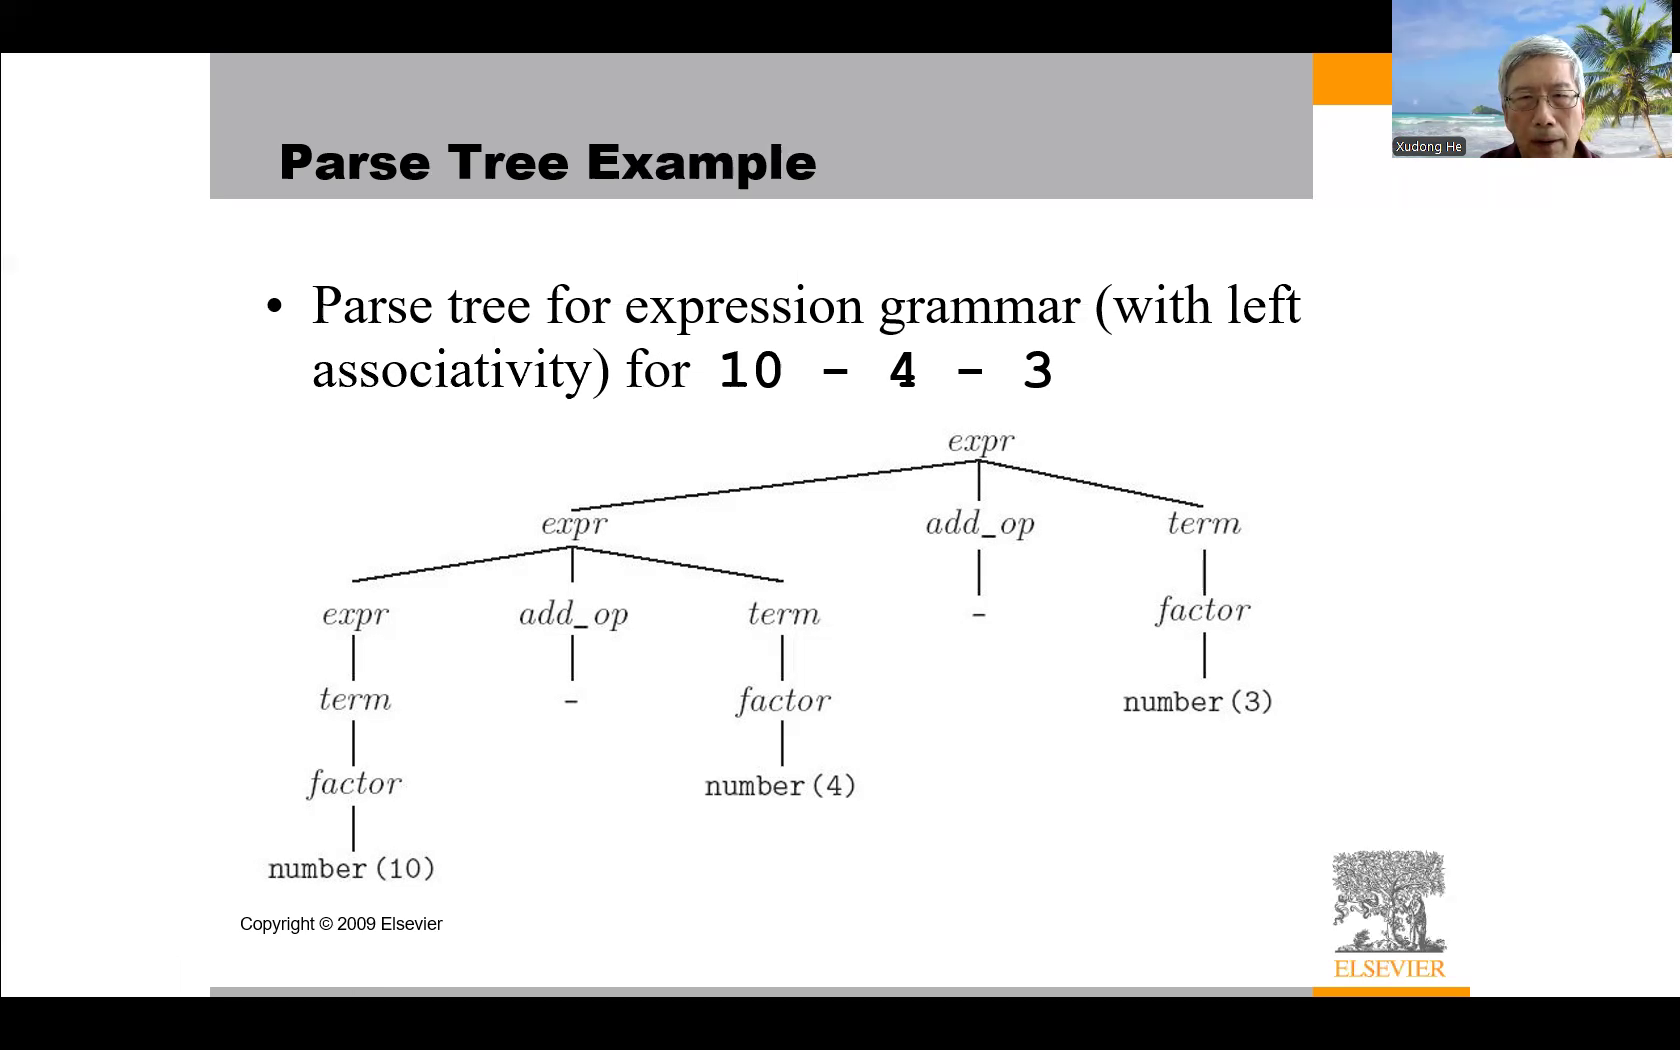 Xudong He
Parse Tree Example
• Parse tree for expression grammar (with left
associativity) for 10 - 4 - 3
expr
expr add_op term
expr add_op term - factor
term - factor number(3)
factor number(4)
number(10)
Copyright © 2009 Elsevier
ELSEVIER